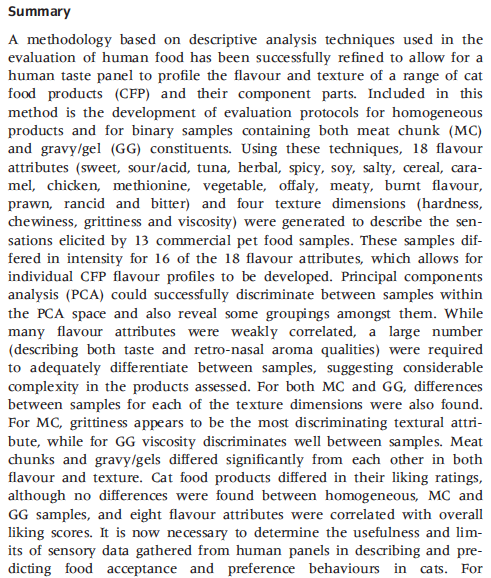 Summary
A methodology based on descriptive analysis techniques used in the
evaluation of human food has been successfully refined to allow for a
human taste panel to profile the flavour and texture of a range of cat
food products (CFP) and their component parts. Included in this
method is the development of evaluation protocols for homogeneous
products and for binary samples containing both meat chunk (MC)
and gravy/gel (GG) constituents. Using these techniques, 18 flavour
attributes (sweet, sour/acid, tuna, herbal, spicy, soy, salty, cereal, cara-
mel, chicken, methionine, vegetable, offaly, meaty, burnt flavour,
prawn, rancid and bitter) and four texture dimensions (hardness,
chewiness, grittiness and viscosity) were generated to describe the sen-
sations elicited by 13 commercial pet food samples. These samples dif-
fered in intensity for 16 of the 18 flavour attributes, which allows for
individual CFP flavour profiles to be developed. Principal components
analysis (PCA) could successfully discriminate between samples within
the PCA space and also reveal some groupings amongst them. While
many flavour attributes were weakly correlated, a large number
(describing both taste and retro-nasal aroma qualities) were required
to adequately differentiate between samples, suggesting considerable
complexity in the products assessed. For both MC and GG, differences
between samples for each of the texture dimensions were also found.
For MC, grittiness appears to be the most discriminating textural attri-
bute, while for GG viscosity discriminates well between samples. Meat
chunks and gravy/gels differed significantly from each other in both
flavour and texture. Cat food products differed in their liking ratings,
although no differences were found between homogeneous, MC and
GG samples, and eight flavour attributes were correlated with overall
liking scores. It is now necessary to determine the usefulness and lim-
its of sensory data gathered from human panels in describing and pre-
dicting food acceptance and preference behaviours in cats. For